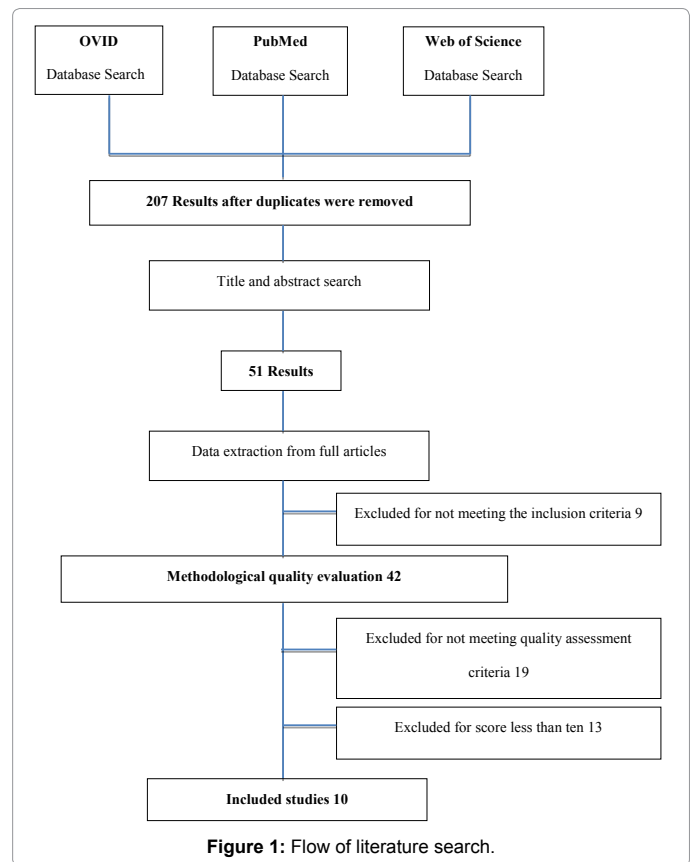 OVID
Database Search
PubMed
Database Search
Web of Science
Database Search
207 Results after duplicates were removed
Title and abstract search
51 Results
Data extraction from full articles
Excluded for not meeting the inclusion criteria 9
Methodological quality evaluation 42
Excluded for not meeting quality assessment
criteria 19
Excluded for score less than ten 13
Included studies 10
Figure 1: Flow of literature search.